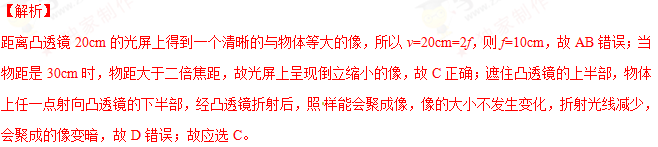 【解析】
距离凸透镜 20cm 的光屏上得到一个清晰的与物体等大的像，所以 v=20cm=2f，则 f=10cm，故 AB 错误；当
物距是 30cm 时，物距大于二倍焦距，故光屏上呈现倒立缩小的像，故 C 正确；遮住凸透镜的上半部，物体
上任一点射向凸透镜的下半部，经凸透镜折射后，照样能会聚成像，像的大小不发生变化，折射光线减少，
会聚成的像变暗，故 D 错误；故应选 C。